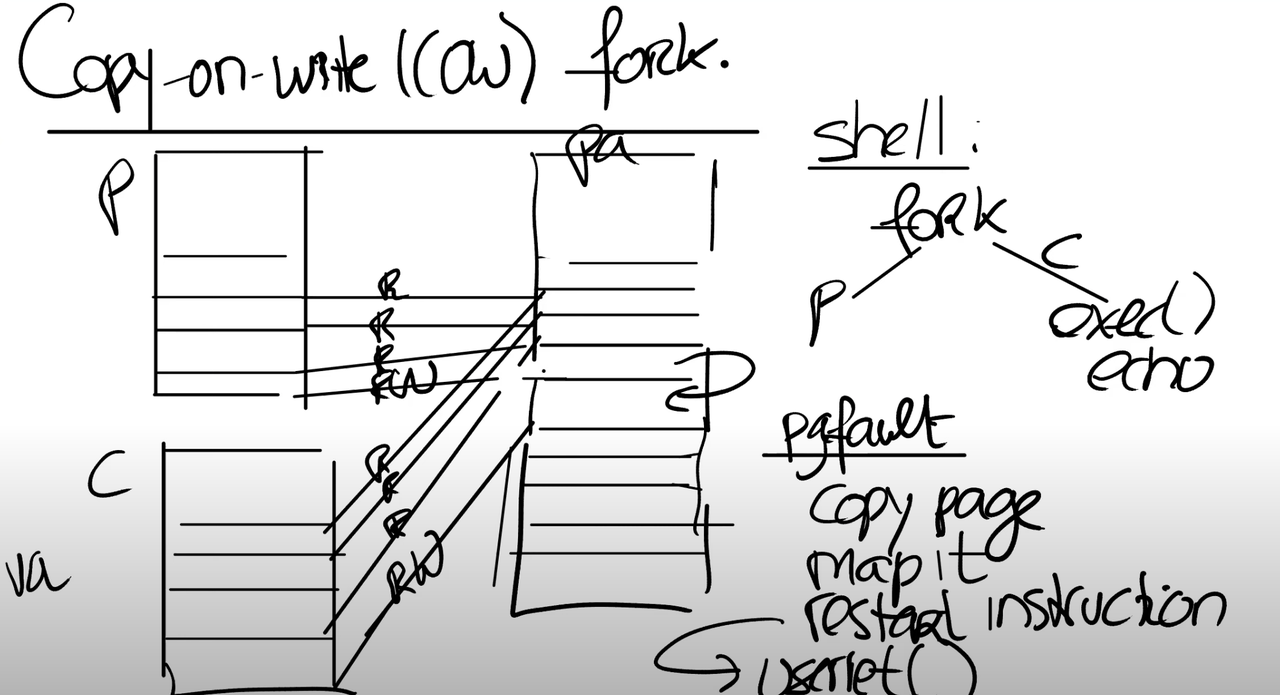 Copy-on-write (COW) fork.
P
pa
R
R
R
RW
C
va
R
R
R
RW
shell:
fork
P
C
exec()
echo
pgfault
copy page
map it
restart instruction
userret()